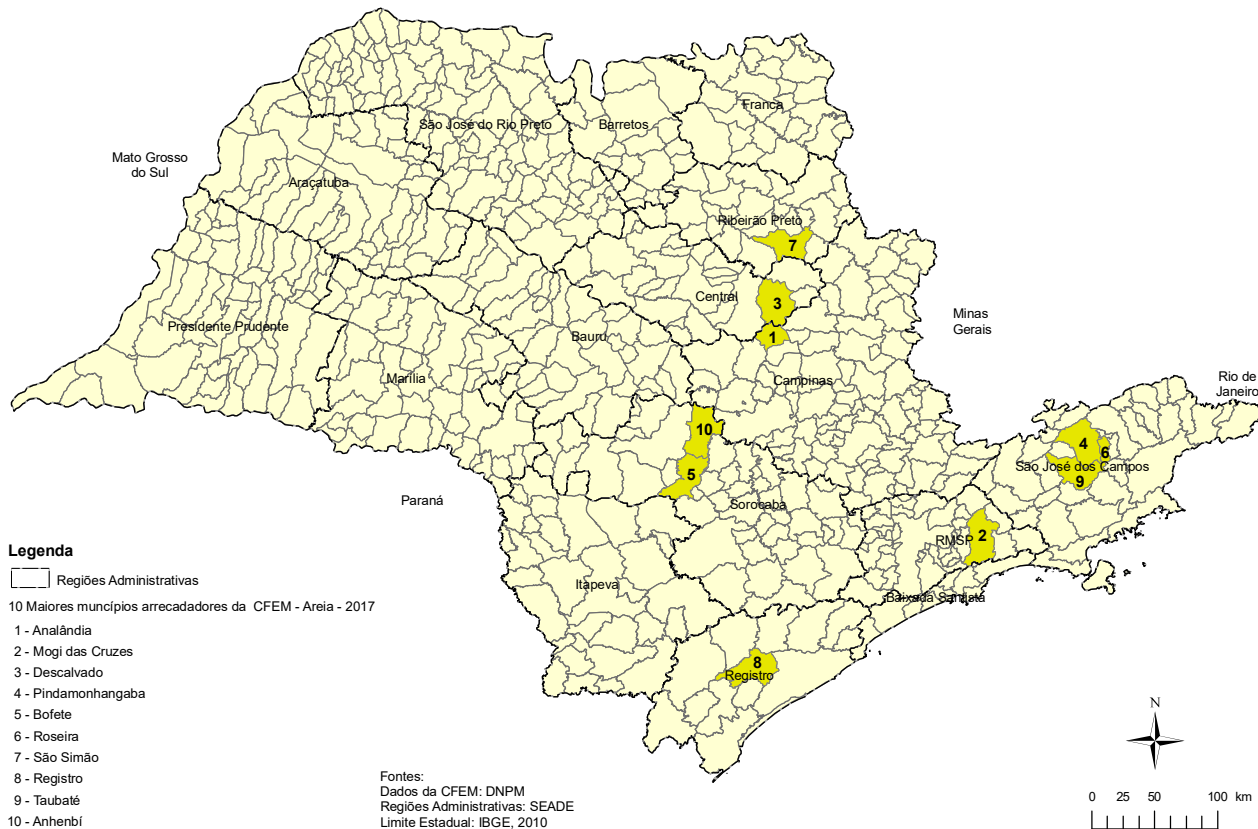 Franca
São José do Rio Preto
Barretos
Mato Grosso
do Sul
Araçatuba
Ribeirão Preto
7
Central
3
Minas
Gerais
Presidente Prudente
Bauru
1
Marília
Campinas
Rio de
Janeiro
10
4
6
São José dos Campos
5
9
Paraná
Sorocaba
2
RMSP
Itapeva
Baixada Santista
8
Registro
Legenda
Regiões Administrativas
10 Maiores muncípios arrecadadores da CFEM - Areia - 2017
1 - Analândia
2 - Mogi das Cruzes
3 - Descalvado
4 - Pindamonhangaba
5 - Bofete
6 - Roseira
7 - São Simão
8 - Registro
9 - Taubaté
10 - Anhenbí
Fontes:
Dados da CFEM: DNPM
Regiões Administrativas: SEADE
Limite Estadual: IBGE, 2010
N
0 25 50 100 km